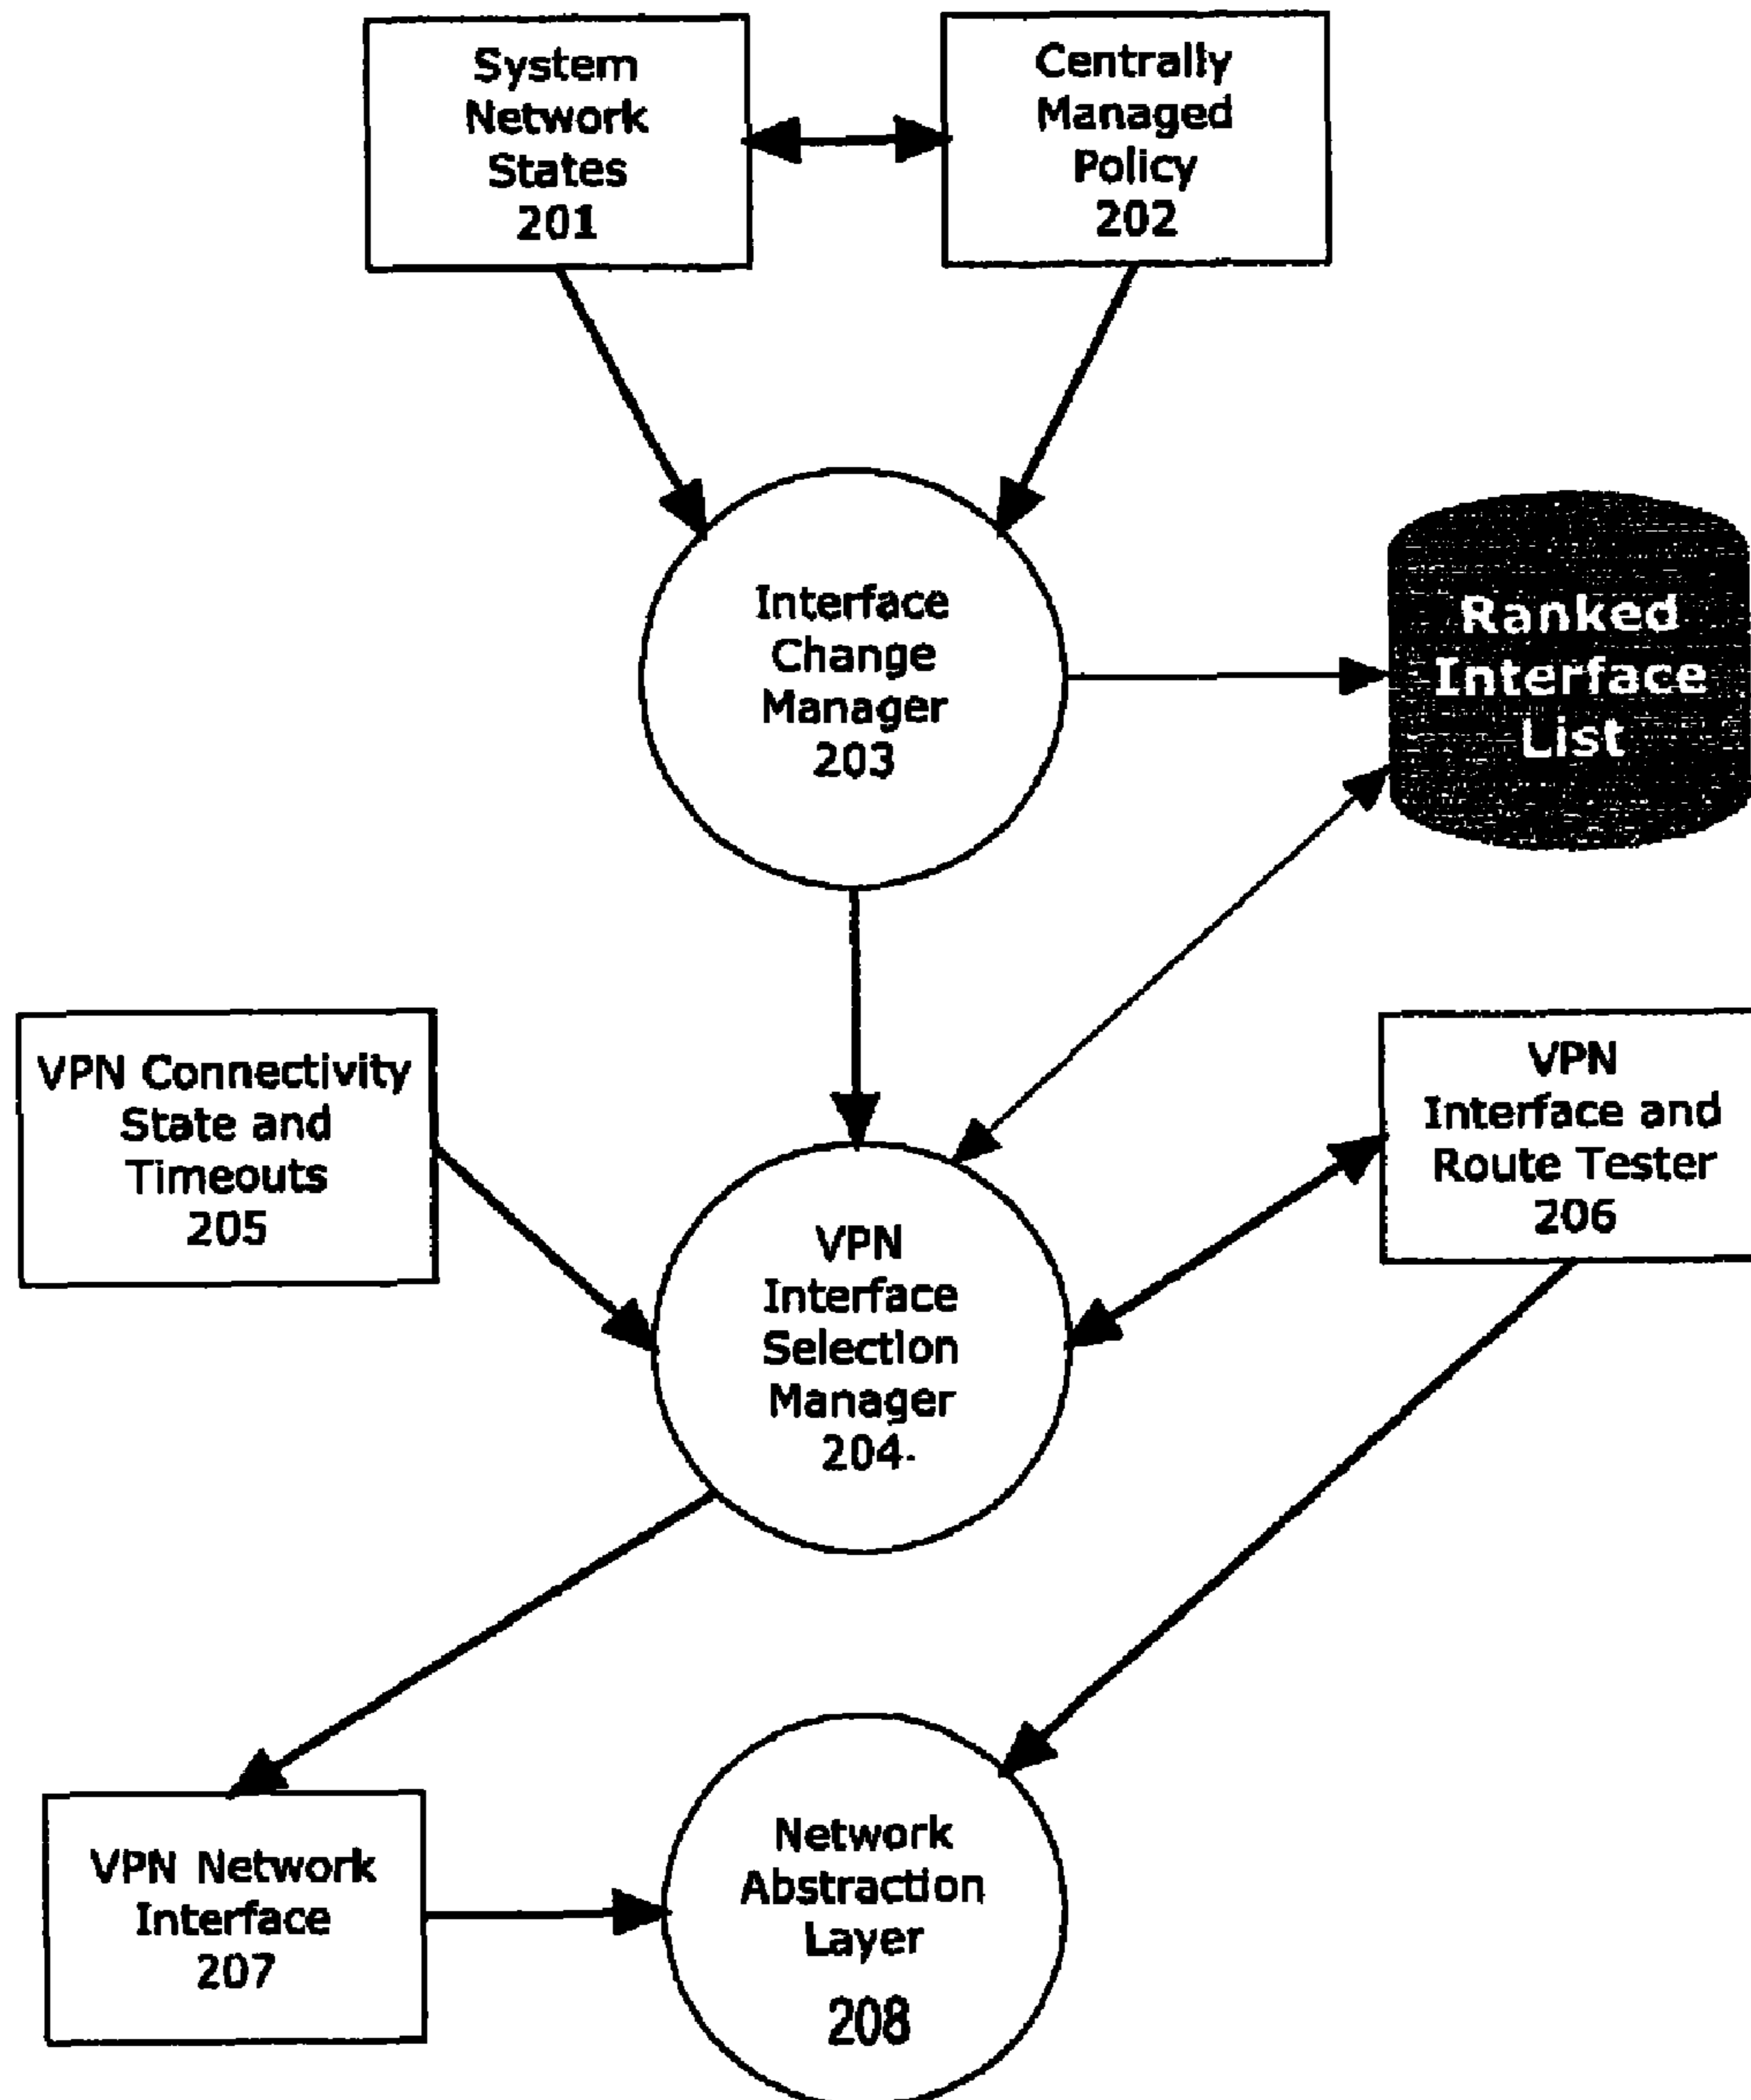 System
Network
States
201
Centrally
Managed
Policy
202
Interface
Change
Manager
203
Ranked
Interface
List
VPN Connectivity
State and
Timeouts
205
VPN
Interface and
Route Tester
206
VPN
Interface
Selection
Manager
204
VPN Network
Interface
207
Network
Abstraction
Layer
208